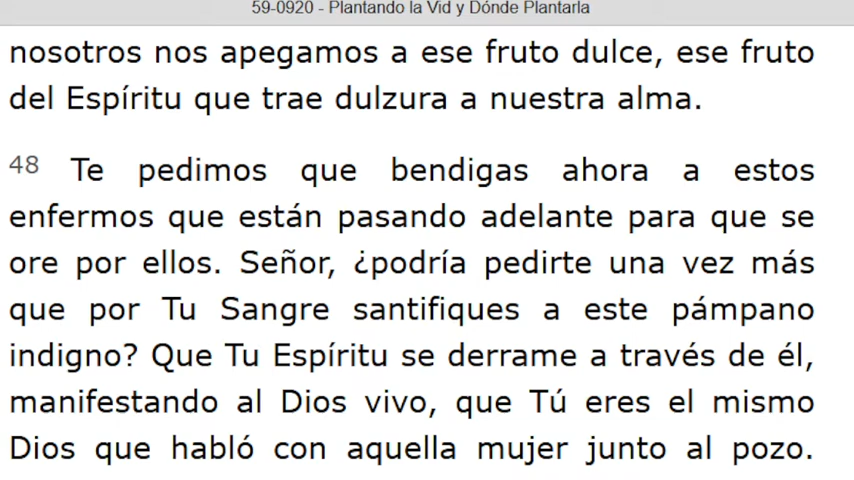 59-0920 - Plantando la Vid y Dónde Plantarla
nosotros nos apegamos a ese fruto dulce, ese fruto
del Espíritu que trae dulzura a nuestra alma.
48 Te pedimos que bendigas ahora a estos
enfermos que están pasando adelante para que se
ore por ellos. Señor, ¿podría pedirte una vez más
que por Tu Sangre santifiques a este pámpano
indigno? Que Tu Espíritu se derrame a través de él,
manifestando al Dios vivo, que Tú eres el mismo
Dios que habló con aquella mujer junto al pozo.